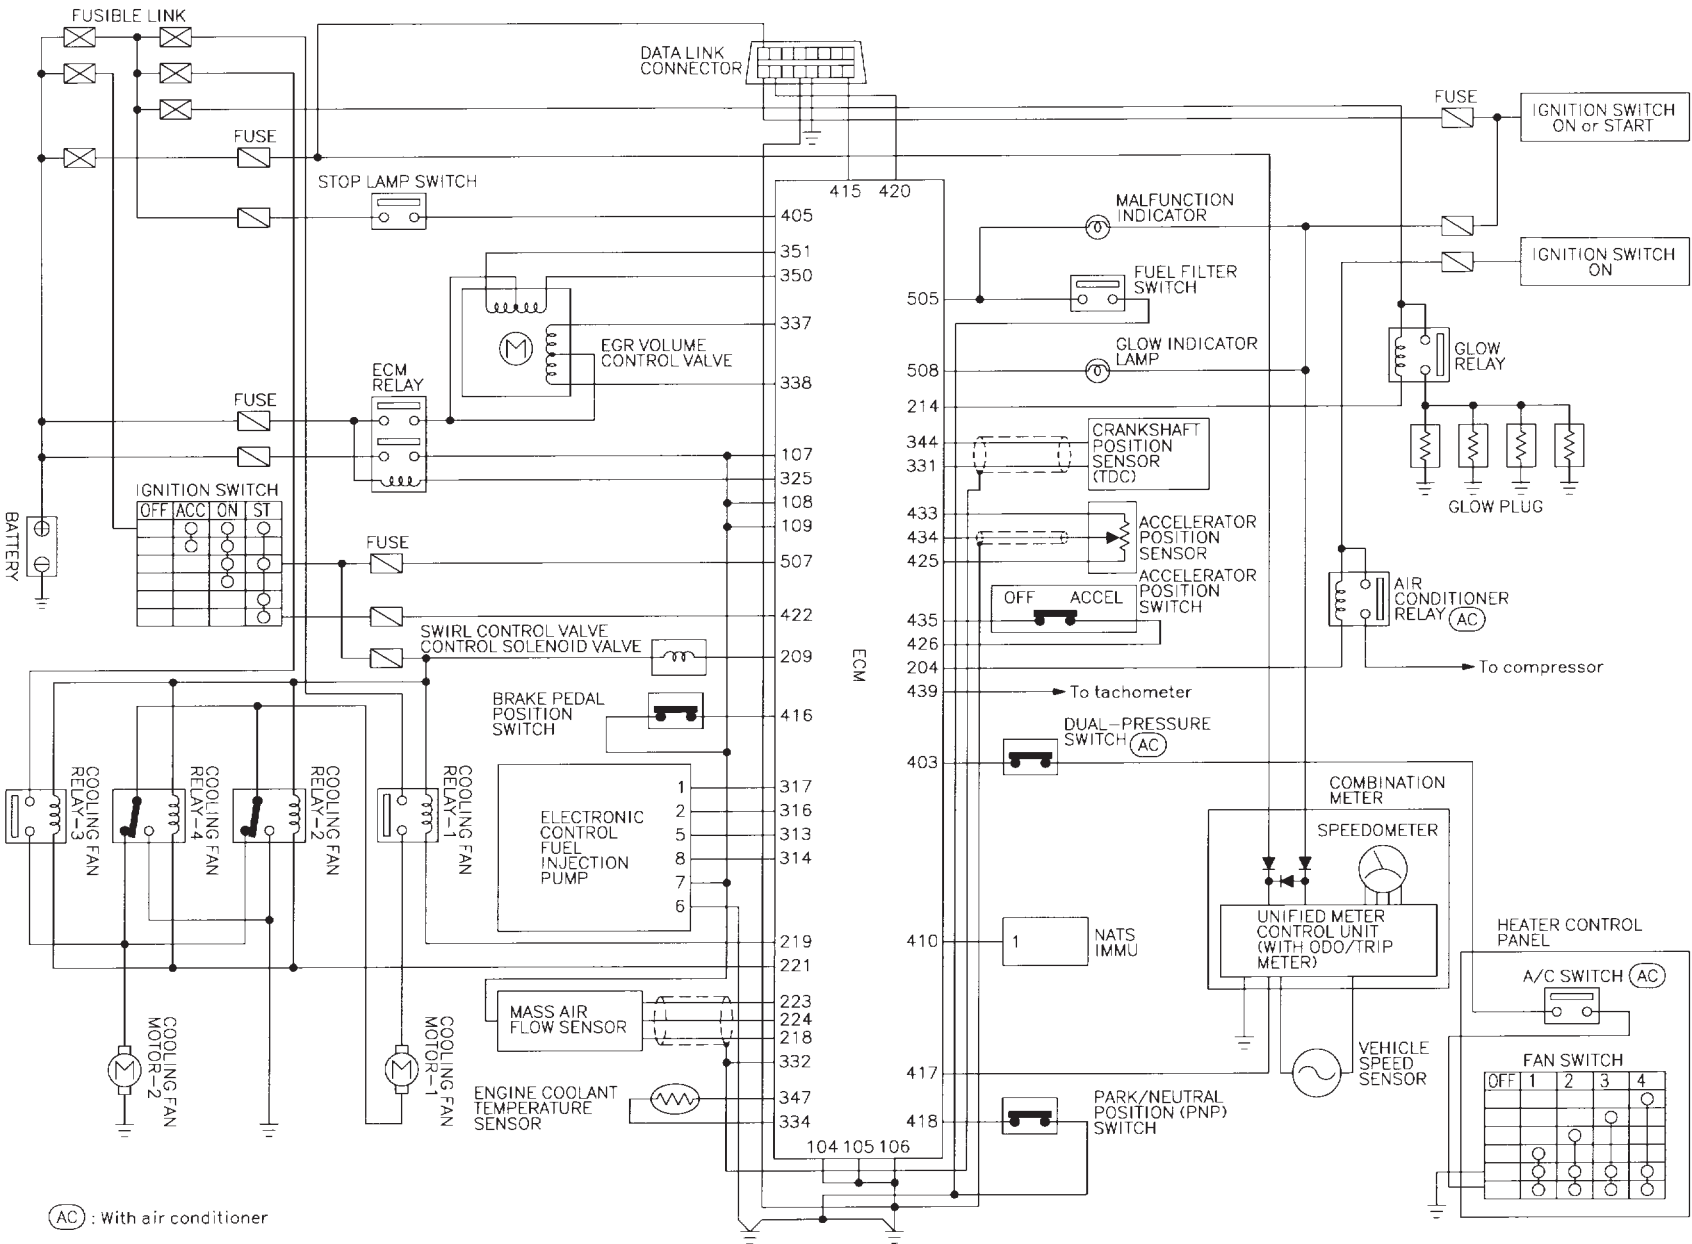 FUSIBLE LINK
DATA LINK
CONNECTOR
FUSE
IGNITION SWITCH
ON or START
FUSE
STOP LAMP SWITCH
415 420
405
MALFUNCTION
INDICATOR
351
350
IGNITION SWITCH
ON
FUEL FILTER
SWITCH
505
337
M
EGR VOLUME
CONTROL VALVE
GLOW INDICATOR
LAMP
GLOW
RELAY
ECM
RELAY
508
338
FUSE
214
344
331
CRANKSHAFT
POSITION
SENSOR
(TDC)
107
325
108
109
GLOW PLUG
IGNITION SWITCH
OFF ACC ON ST
BATTERY
433
434
425
ACCELERATOR
POSITION
SENSOR
FUSE
507
ACCELERATOR
POSITION
SWITCH
OFF ACCEL
AIR
CONDITIONER
RELAY AC
422
435
426
SWIRL CONTROL VALVE
CONTROL SOLENOID VALVE
209
ECM
204
To compressor
439
To tachometer
BRAKE PEDAL
POSITION
SWITCH
416
DUAL-PRESSURE
SWITCH AC
403
COOLING FAN
RELAY-3
COOLING FAN
RELAY-4
COOLING FAN
RELAY-2
COOLING FAN
RELAY-1
ELECTRONIC
CONTROL
FUEL
INJECTION
PUMP
1 317
2 316
5 313
8 314
7
6
COMBINATION
METER
SPEEDOMETER
UNIFIED METER
CONTROL UNIT
(WITH ODO/TRIP
METER)
219
221
410
1
NATS
IMMU
HEATER CONTROL
PANEL
A/C SWITCH AC
MASS AIR
FLOW SENSOR
223
224
218
332
COOLING FAN
MOTOR-2
M
COOLING FAN
MOTOR-1
M
VEHICLE
SPEED
SENSOR
FAN SWITCH
OFF 1 2 3 4
417
ENGINE COOLANT
TEMPERATURE
SENSOR
347
334
418
PARK/NEUTRAL
POSITION (PNP)
SWITCH
104 105 106
AC : With air conditioner